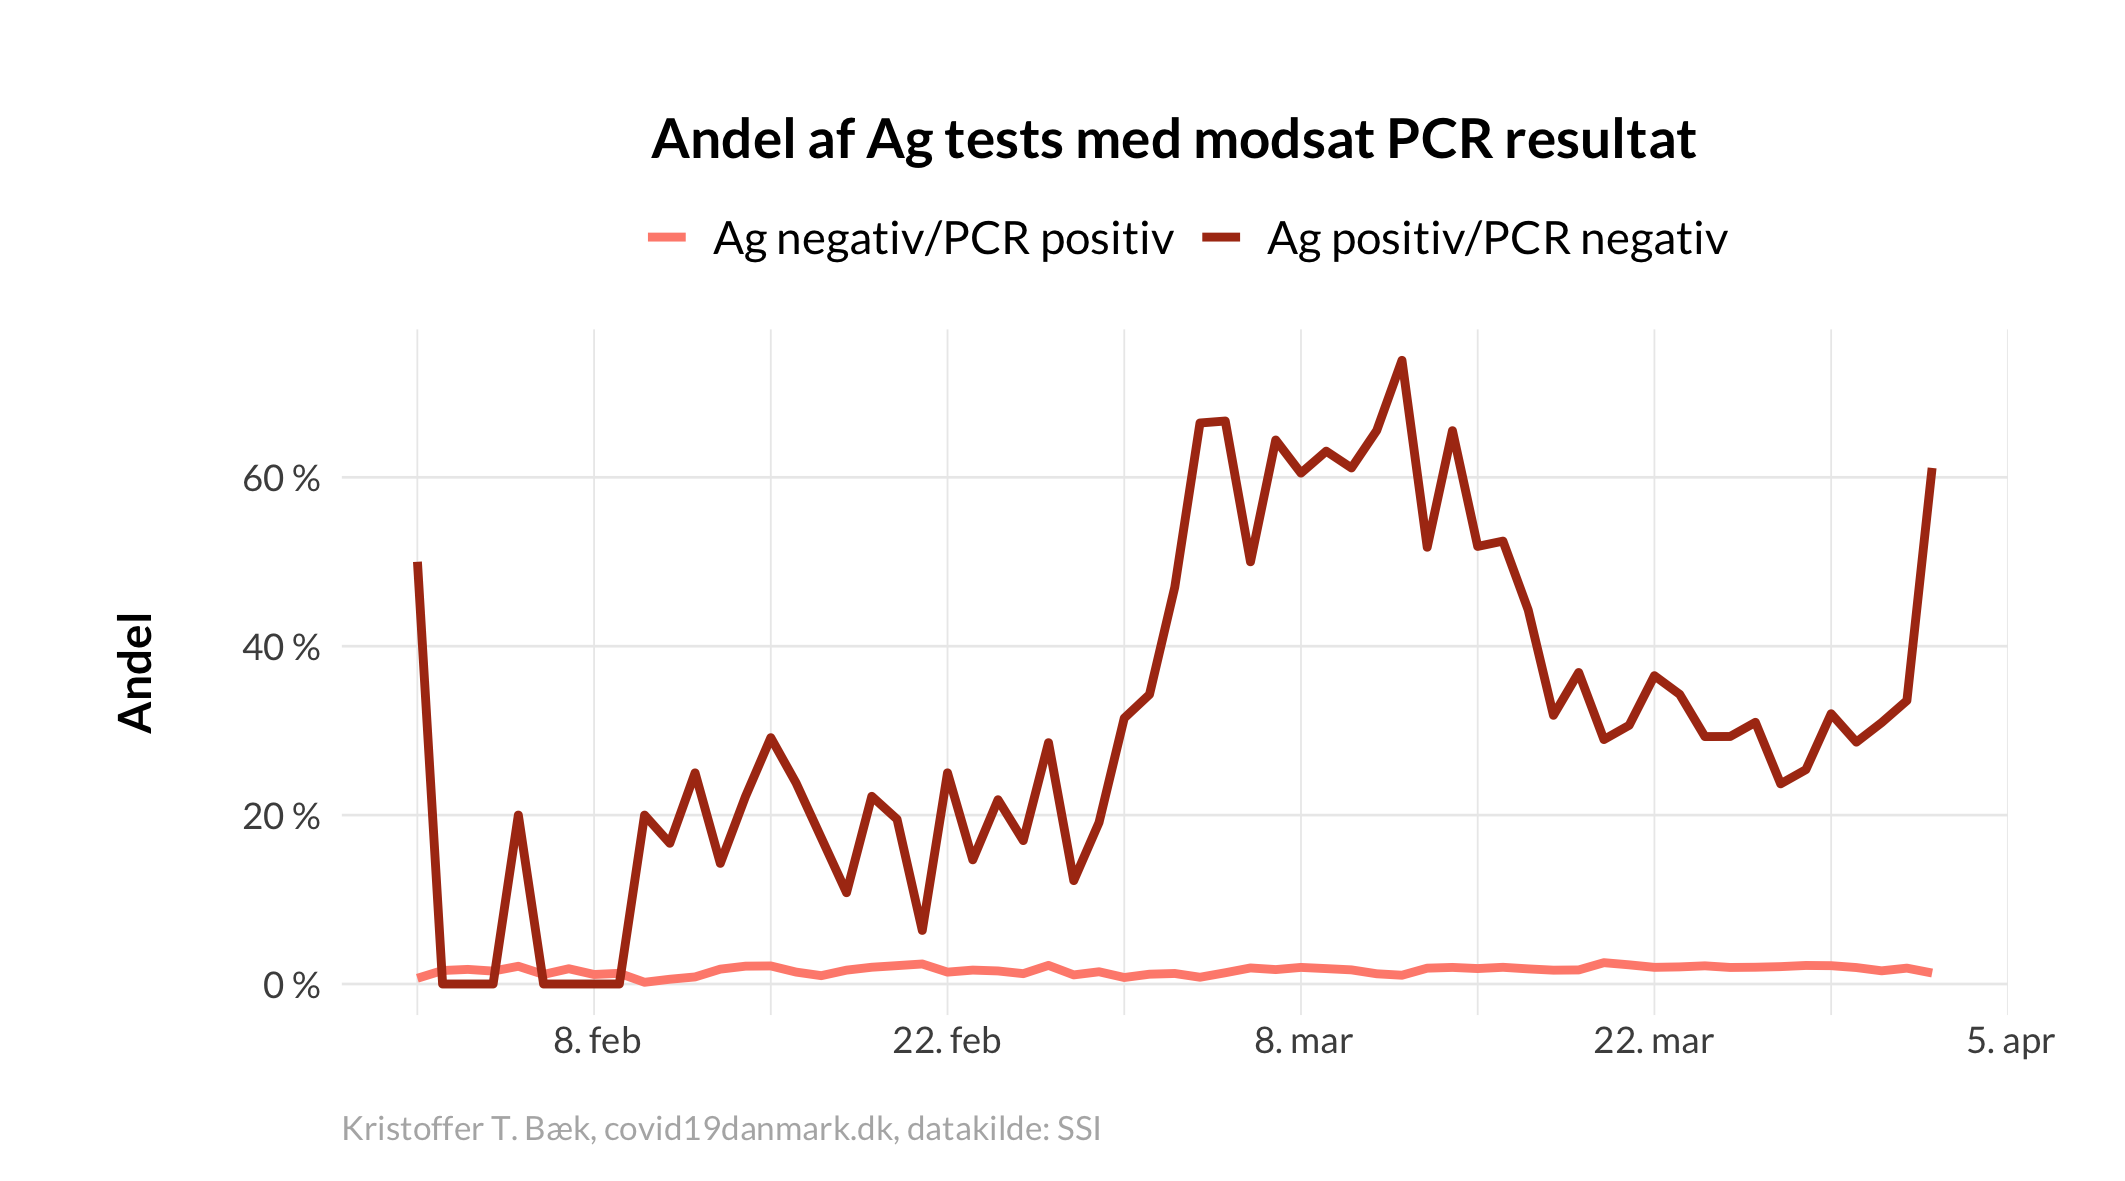 Andel af Ag tests med modsat PCR resultat
Ag negativ/PCR positiv Ag positiv/PCR negativ
Andel
60 %
40 %
20 %
0 %
8. feb 22. feb 8. mar 22. mar 5. apr
Kristoffer T. Bæk, covid19danmark.dk, datakilde: SSI